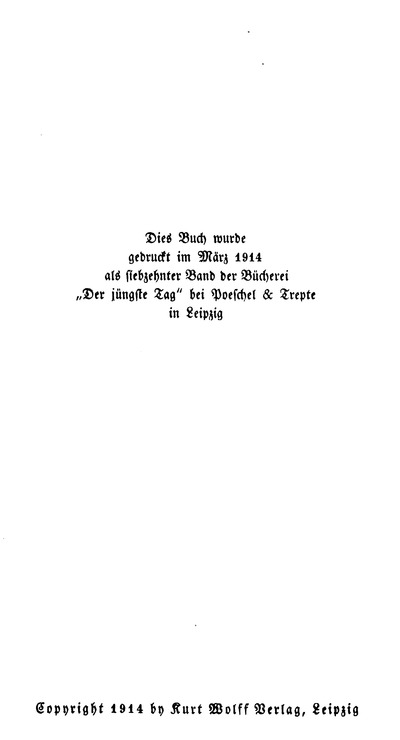 Dies Buch wurde
gedruckt im März 1914
als siebzehnter Band der Bücherei
„Der jüngste Tag“ bei Poeschel & Trepte
in Leipzig
Copyright 1914 by Kurt Wolff Verlag, Leipzig